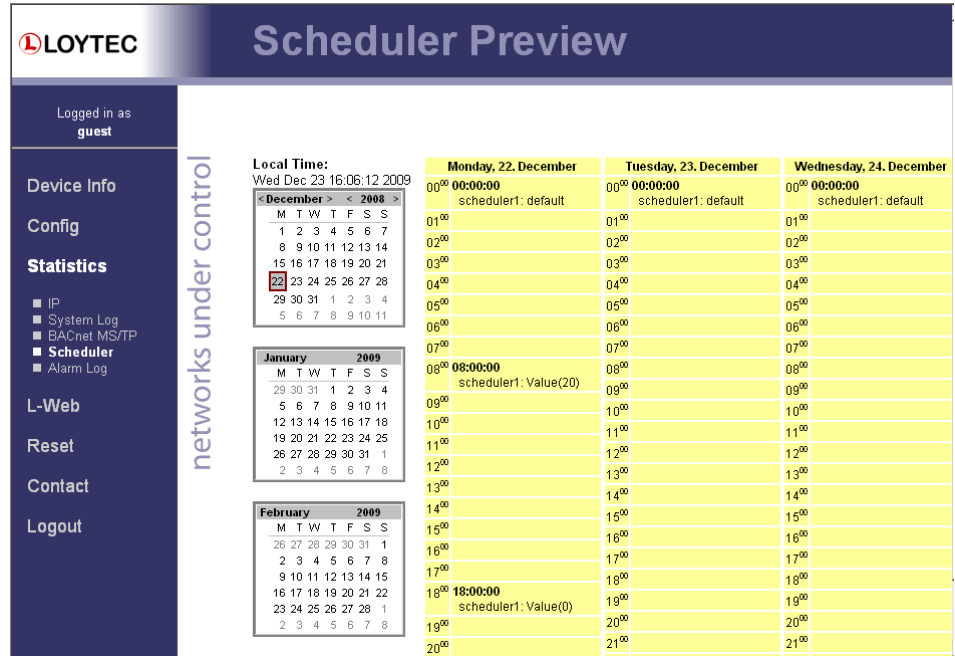 LOYTEC
Scheduler Preview
Logged in as
guest
Device Info
Config
Statistics
IP
System Log
BACnet MS/TP
Scheduler
Alarm Log
L-Web
Reset
Contact
Logout
networks under control
Local Time:
Wed Dec 23 16:06:12 2009
< December > < 2008 >
M T W T F S S
1 2 3 4 5 6 7
8 9 10 11 12 13 14
15 16 17 18 19 20 21
22 23 24 25 26 27 28
29 30 31 1 2 3 4
5 6 7 8 9 10 11
January 2009
M T W T F S S
29 30 31 1 2 3 4
5 6 7 8 9 10 11
12 13 14 15 16 17 18
19 20 21 22 23 24 25
26 27 28 29 30 31 1
2 3 4 5 6 7 8
February 2009
M T W T F S S
26 27 28 29 30 31 1
2 3 4 5 6 7 8
9 10 11 12 13 14 15
16 17 18 19 20 21 22
23 24 25 26 27 28 1
2 3 4 5 6 7 8
Monday, 22. December
00⁰⁰ 00:00:00
scheduler1: default
01⁰⁰
02⁰⁰
03⁰⁰
04⁰⁰
05⁰⁰
06⁰⁰
07⁰⁰
08⁰⁰ 08:00:00
scheduler1: Value(20)
09⁰⁰
10⁰⁰
11⁰⁰
12⁰⁰
13⁰⁰
14⁰⁰
15⁰⁰
16⁰⁰
17⁰⁰
18⁰⁰ 18:00:00
scheduler1: Value(0)
19⁰⁰
20⁰⁰
Tuesday, 23. December
00⁰⁰ 00:00:00
scheduler1: default
01⁰⁰
02⁰⁰
03⁰⁰
04⁰⁰
05⁰⁰
06⁰⁰
07⁰⁰
08⁰⁰
09⁰⁰
10⁰⁰
11⁰⁰
12⁰⁰
13⁰⁰
14⁰⁰
15⁰⁰
16⁰⁰
17⁰⁰
18⁰⁰
19⁰⁰
20⁰⁰
21⁰⁰
Wednesday, 24. December
00⁰⁰ 00:00:00
scheduler1: default
01⁰⁰
02⁰⁰
03⁰⁰
04⁰⁰
05⁰⁰
06⁰⁰
07⁰⁰
08⁰⁰
09⁰⁰
10⁰⁰
11⁰⁰
12⁰⁰
13⁰⁰
14⁰⁰
15⁰⁰
16⁰⁰
17⁰⁰
18⁰⁰
19⁰⁰
20⁰⁰
21⁰⁰